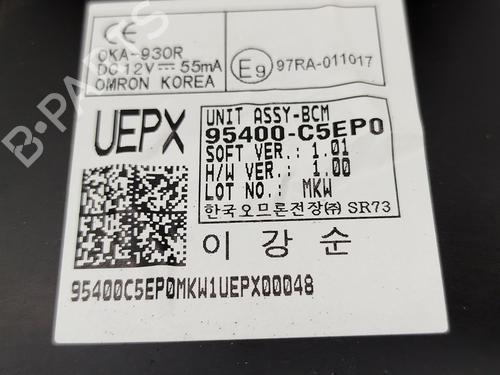 CE
OKA-930R
DC 12V 55mA
OMRON KOREA
E9 97RA-011017
UEPX
UNIT ASSY-BCM
95400-C5EP0
SOFT VER.: 1.01
H/W VER.: 1.00
LOT NO.: MKW
한국오므론전장(주) SR73
이강순
95400C5EP0MKW1UEPX00048
B-PARTS